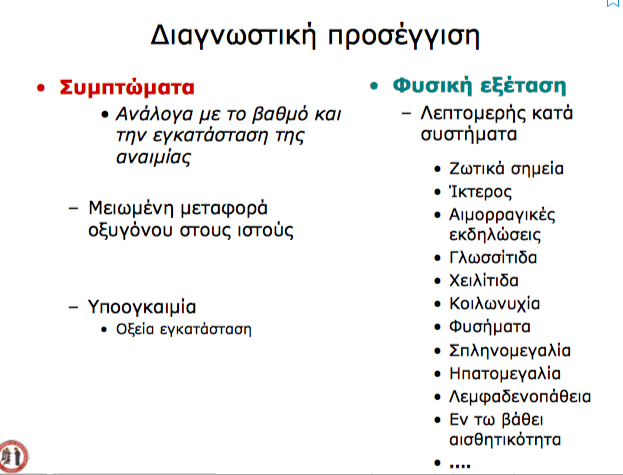 Διαγνωστική προσέγγιση
• Συμπτώματα
• Ανάλογα με το βαθμό και
την εγκατάσταση της
αναιμίας
– Μειωμένη μεταφορά
οξυγόνου στους ιστούς
– Υποογκαιμία
• Οξεία εγκατάσταση
• Φυσική εξέταση
– Λεπτομερής κατά
συστήματα
• Ζωτικά σημεία
• Ίκτερος
• Αιμορραγικές
εκδηλώσεις
• Γλωσσίτιδα
• Χειλίτιδα
• Κοιλωνυχία
• Φυσήματα
• Σπληνομεγαλία
• Ηπατομεγαλία
• Λεμφαδενοπάθεια
• Εν τω βάθει
αισθητικότητα
• ....